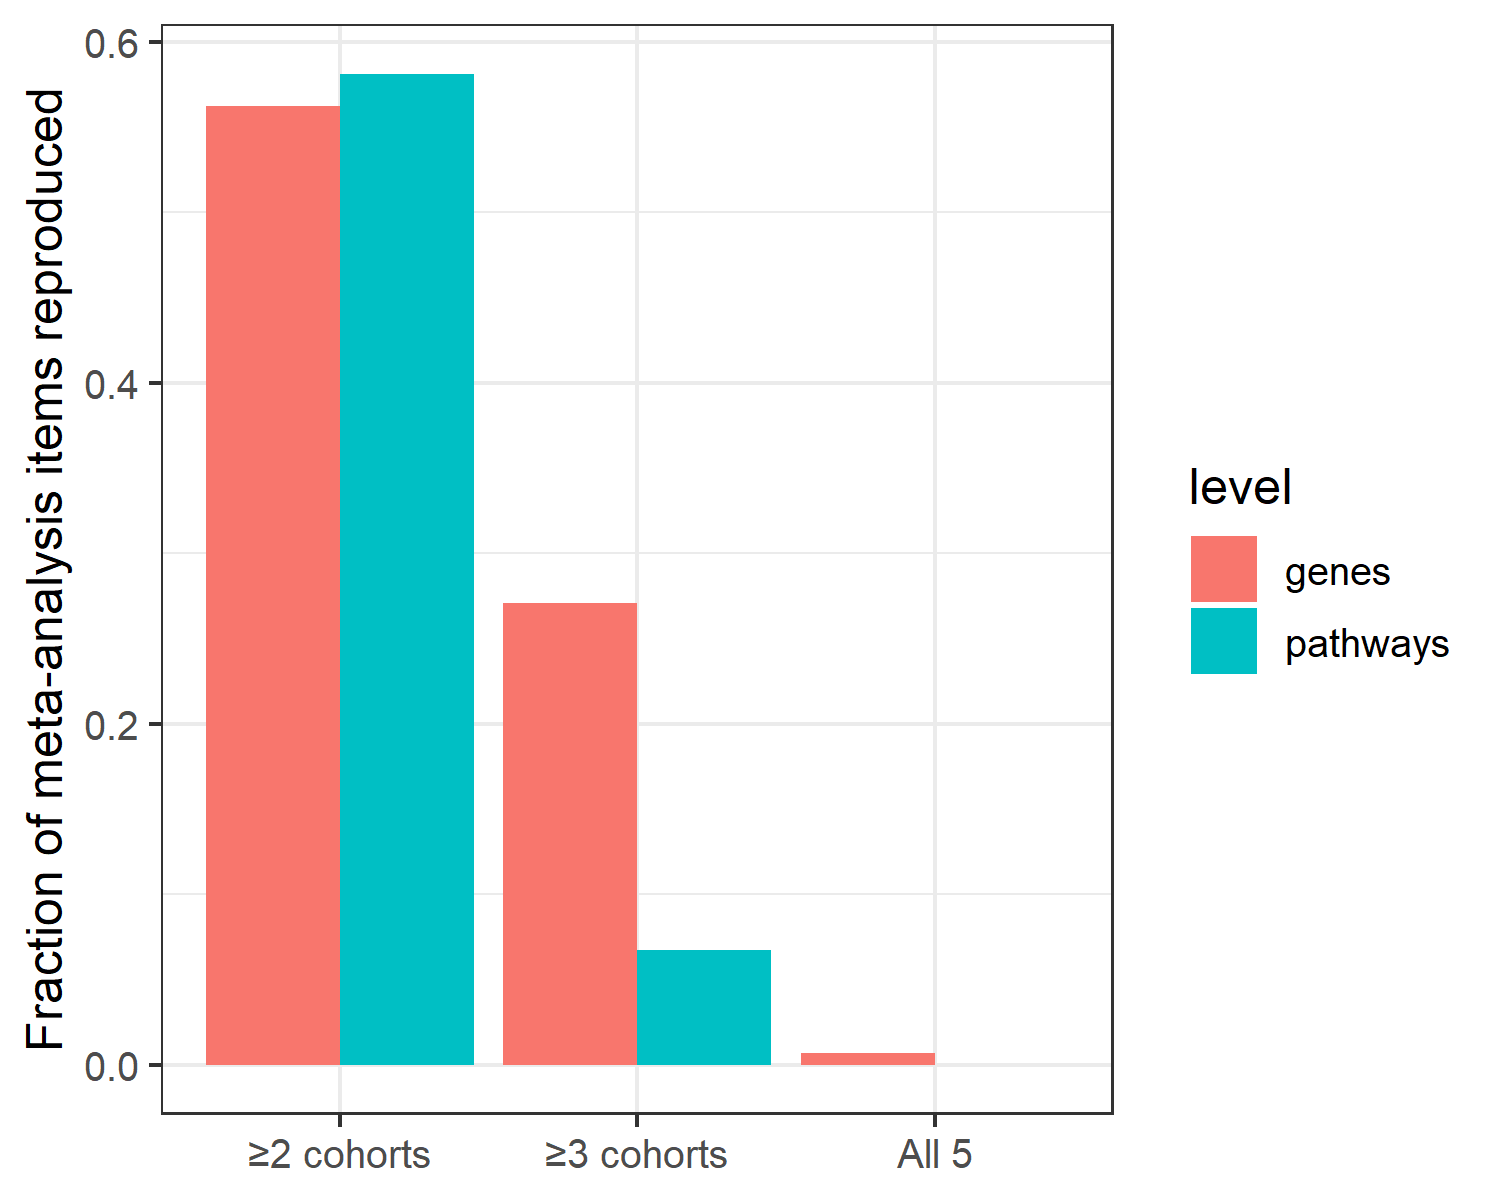 Fraction of meta-analysis items reproduced
0.6
0.4
0.2
0.0
≥2 cohorts
≥3 cohorts
All 5
level
genes
pathways